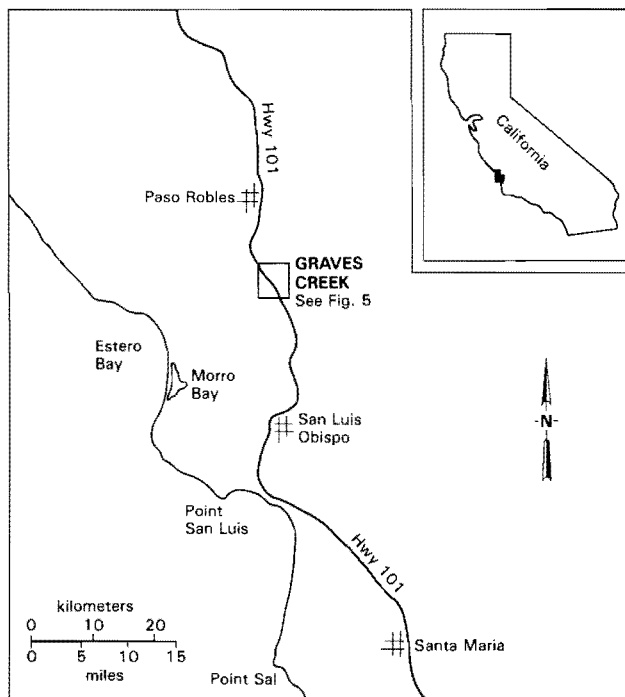 Hwy 101
California
Paso Robles
GRAVES
CREEK
See Fig. 5
Estero
Bay
Morro
Bay
San Luis
Obispo
-N-
Point
San Luis
Hwy 101
kilometers
0 10 20
0 5 10 15
miles
Santa Maria
Point Sal